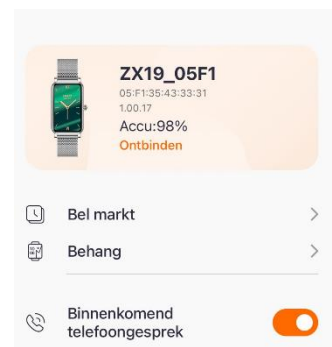 ZX19_05F1
05:F1:35:43:33:31
1.00.17
Accu:98%
Ontbinden
Bel markt
Behang
Binnenkomend
telefoongesprek